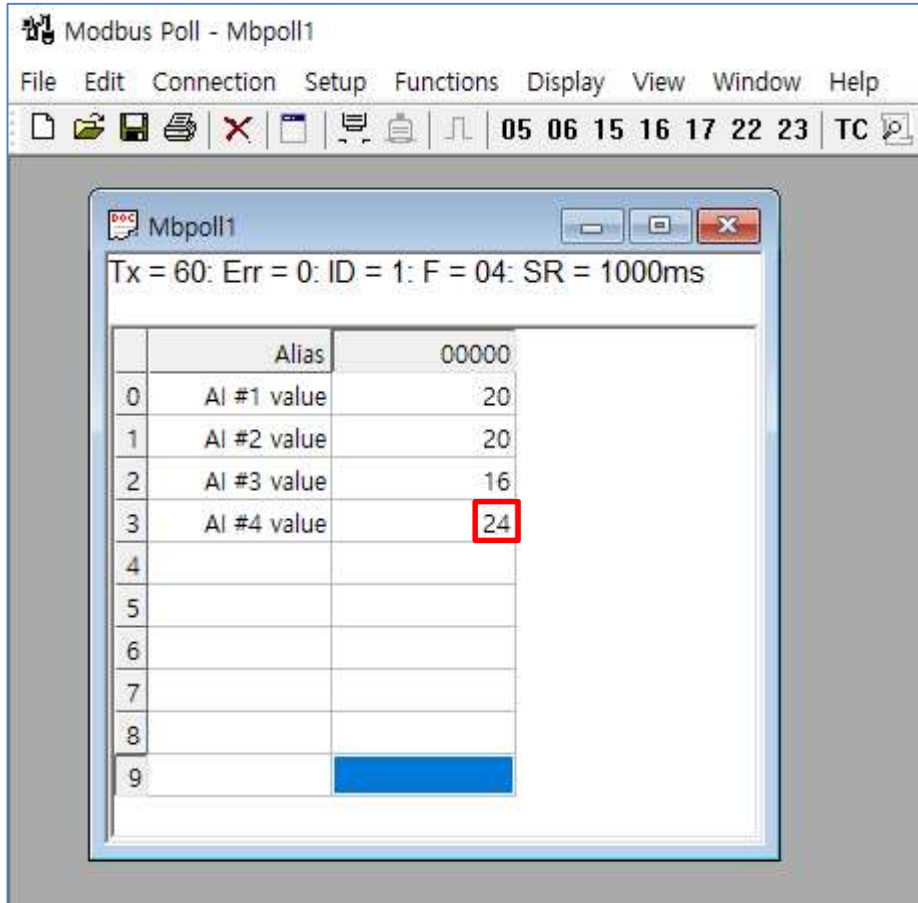 Modbus Poll - Mbpoll1
File Edit Connection Setup Functions Display View Window Help
05 06 15 16 17 22 23 TC
Mbpoll1
Tx = 60: Err = 0: ID = 1: F = 04: SR = 1000ms
Alias 00000
0 AI #1 value 20
1 AI #2 value 20
2 AI #3 value 16
3 AI #4 value 24
4
5
6
7
8
9